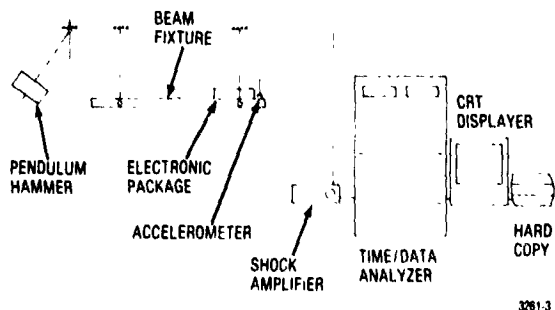 BEAM
FIXTURE
PENDULUM
HAMMER
ELECTRONIC
PACKAGE
ACCELEROMETER
SHOCK
AMPLIFIER
TIME/DATA
ANALYZER
CRT
DISPLAYER
HARD
COPY
3261-3